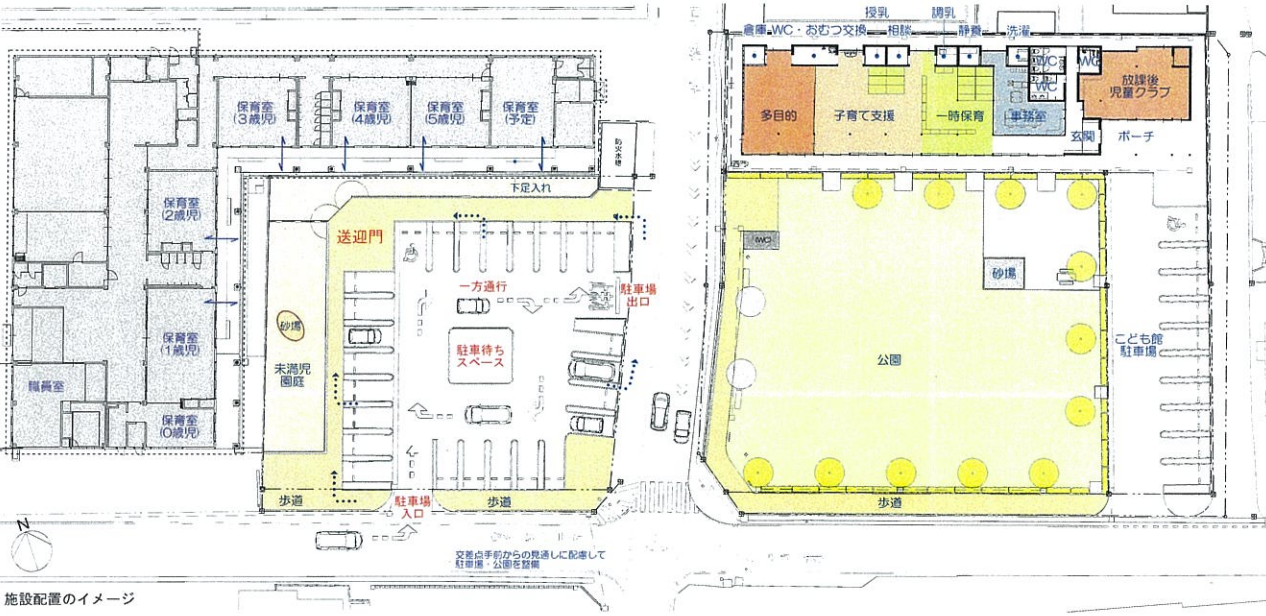 授乳
調乳
倉庫
WC・おむつ交換
相談
静養
洗濯
保育室
(3歳児)
保育室
(4歳児)
保育室
(5歳児)
保育室
(予定)
防火水槽
多目的
子育て支援
一時保育
事務室
WC
WC
WC
玄関
ポーチ
放課後
児童クラブ
下足入れ
保育室
(2歳児)
送迎門
一方通行
駐車場
出口
WC
砂場
砂場
未満児
園庭
駐車待ち
スペース
保育室
(1歳児)
公園
こども館
駐車場
職員室
保育室
(0歳児)
歩道
駐車場
入口
歩道
歩道
N
交差点手前からの見通しに配慮して
駐車場・公園を整備
施設配置のイメージ